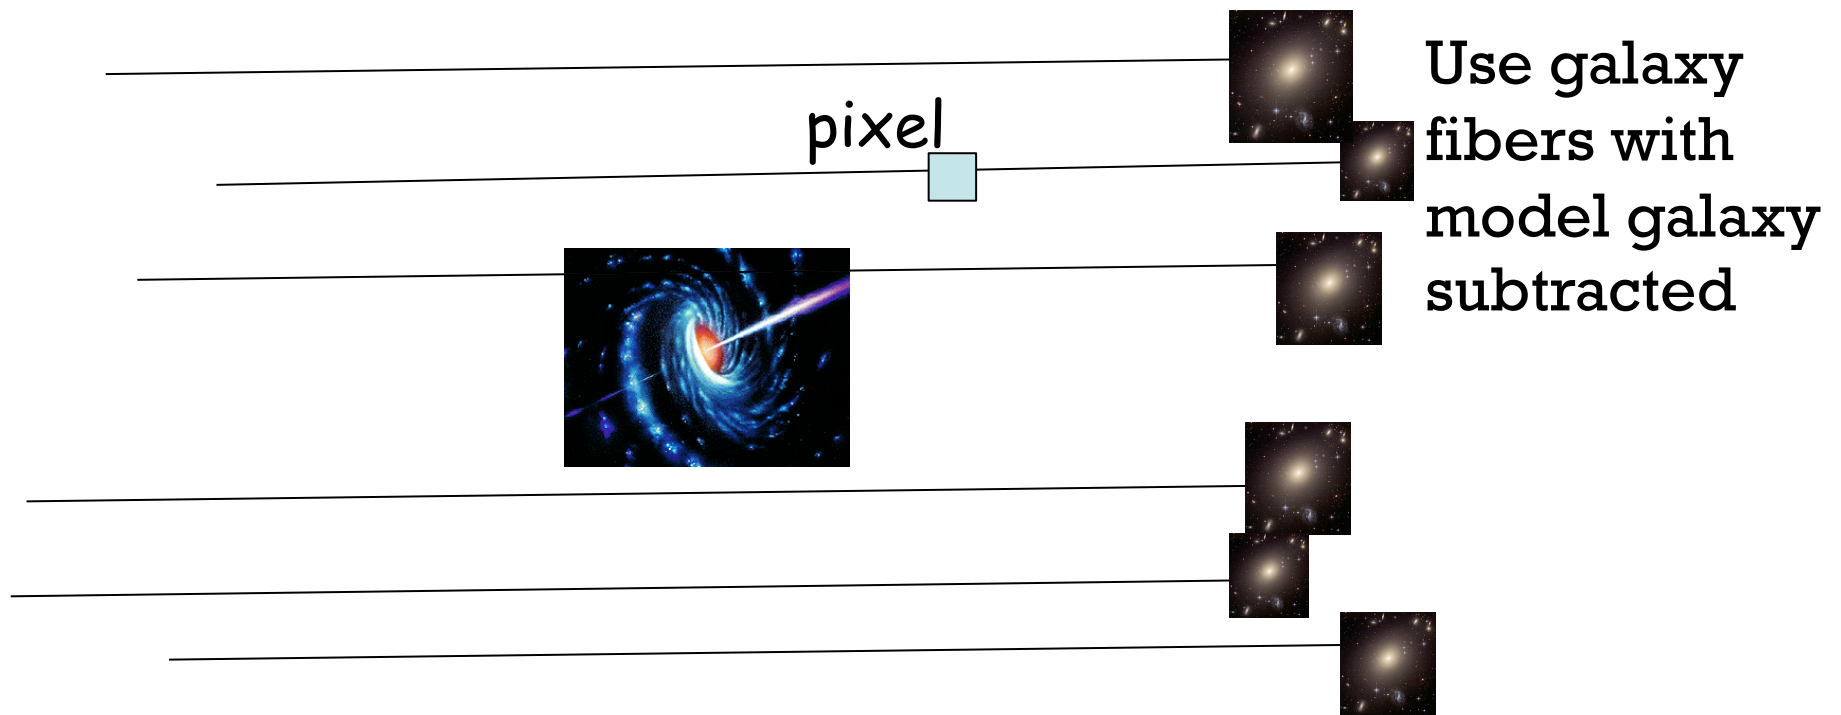 Use galaxy
pixel
fibers with
model galaxy
subtracted